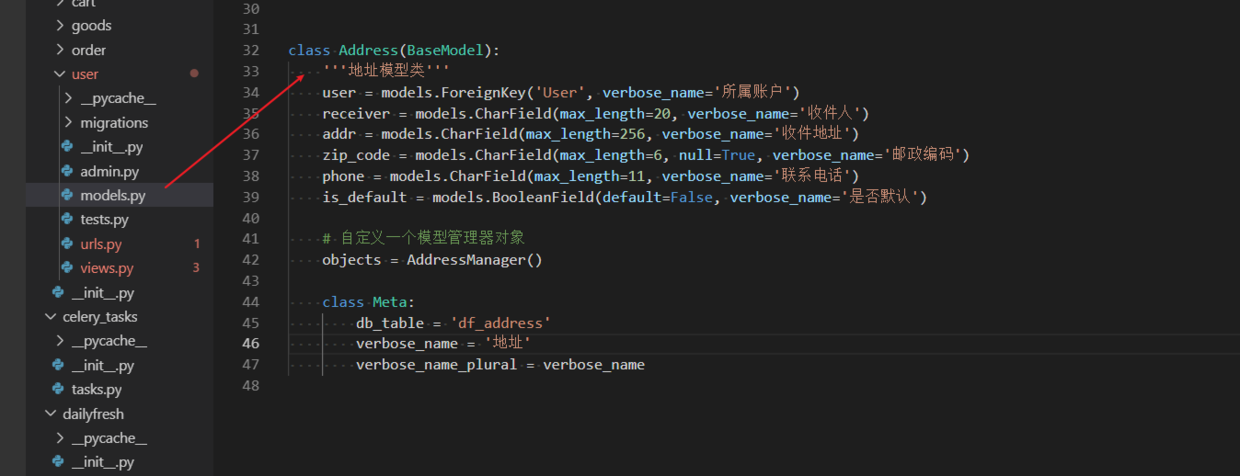 cart
goods
order
user
__pycache__
migrations
__init__.py
admin.py
models.py
tests.py
urls.py 1
views.py 3
__init__.py
celery_tasks
__pycache__
__init__.py
tasks.py
dailyfresh
__pycache__
__init__.py
30
31
32 class Address(BaseModel):
33 '''地址模型类'''
34 user = models.ForeignKey('User', verbose_name='所属账户')
35 receiver = models.CharField(max_length=20, verbose_name='收件人')
36 addr = models.CharField(max_length=256, verbose_name='收件地址')
37 zip_code = models.CharField(max_length=6, null=True, verbose_name='邮政编码')
38 phone = models.CharField(max_length=11, verbose_name='联系电话')
39 is_default = models.BooleanField(default=False, verbose_name='是否默认')
40
41 # 自定义一个模型管理器对象
42 objects = AddressManager()
43
44 class Meta:
45 db_table = 'df_address'
46 verbose_name = '地址'
47 verbose_name_plural = verbose_name
48